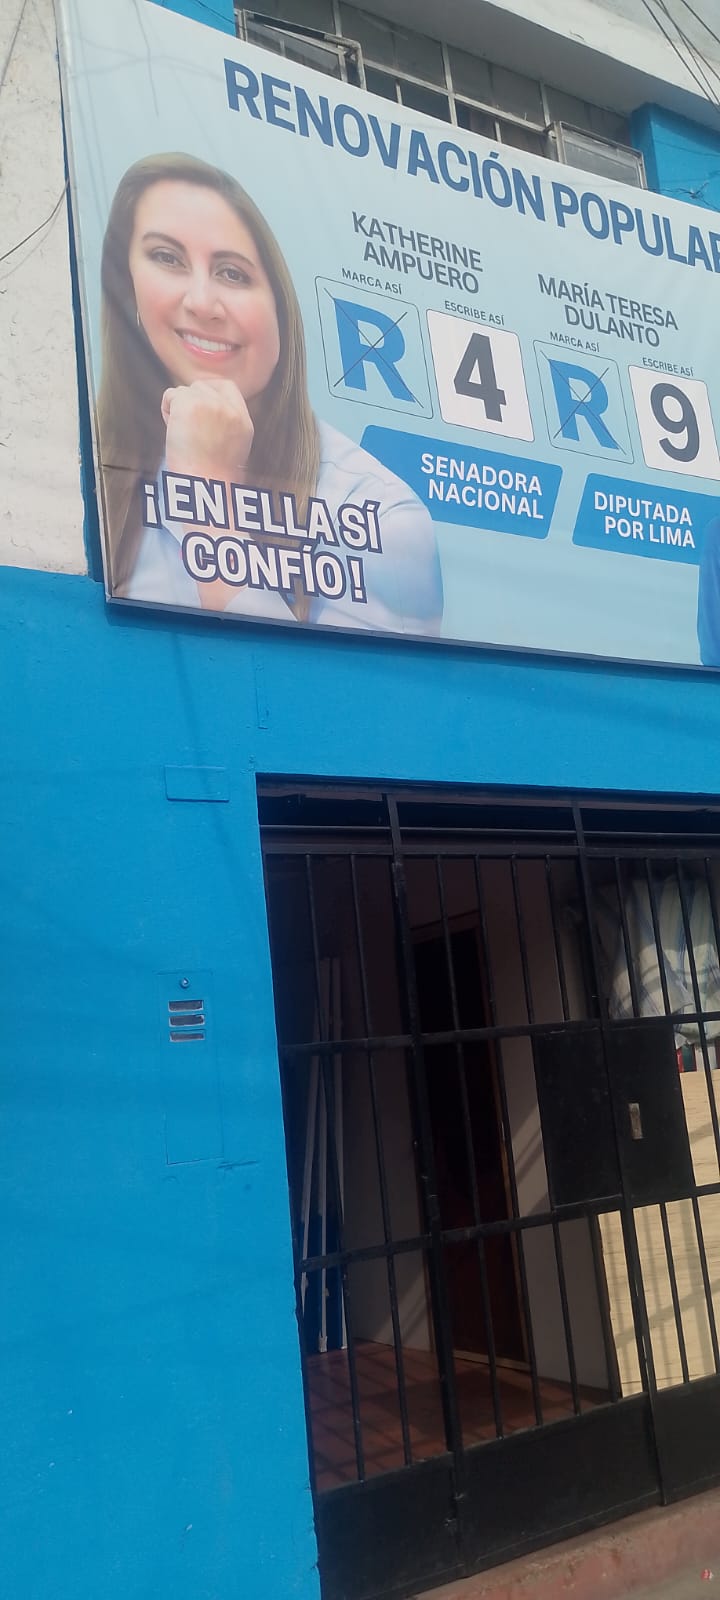 RENOVACIÓN POPULAR
KATHERINE
AMPUERO
MARCA ASÍ
ESCRIBE ASÍ
R
4
SENADORA
NACIONAL
MARÍA TERESA
DULANTO
MARCA ASÍ
ESCRIBE ASÍ
R
9
DIPUTADA
POR LIMA
¡EN ELLA SÍ
CONFÍO!